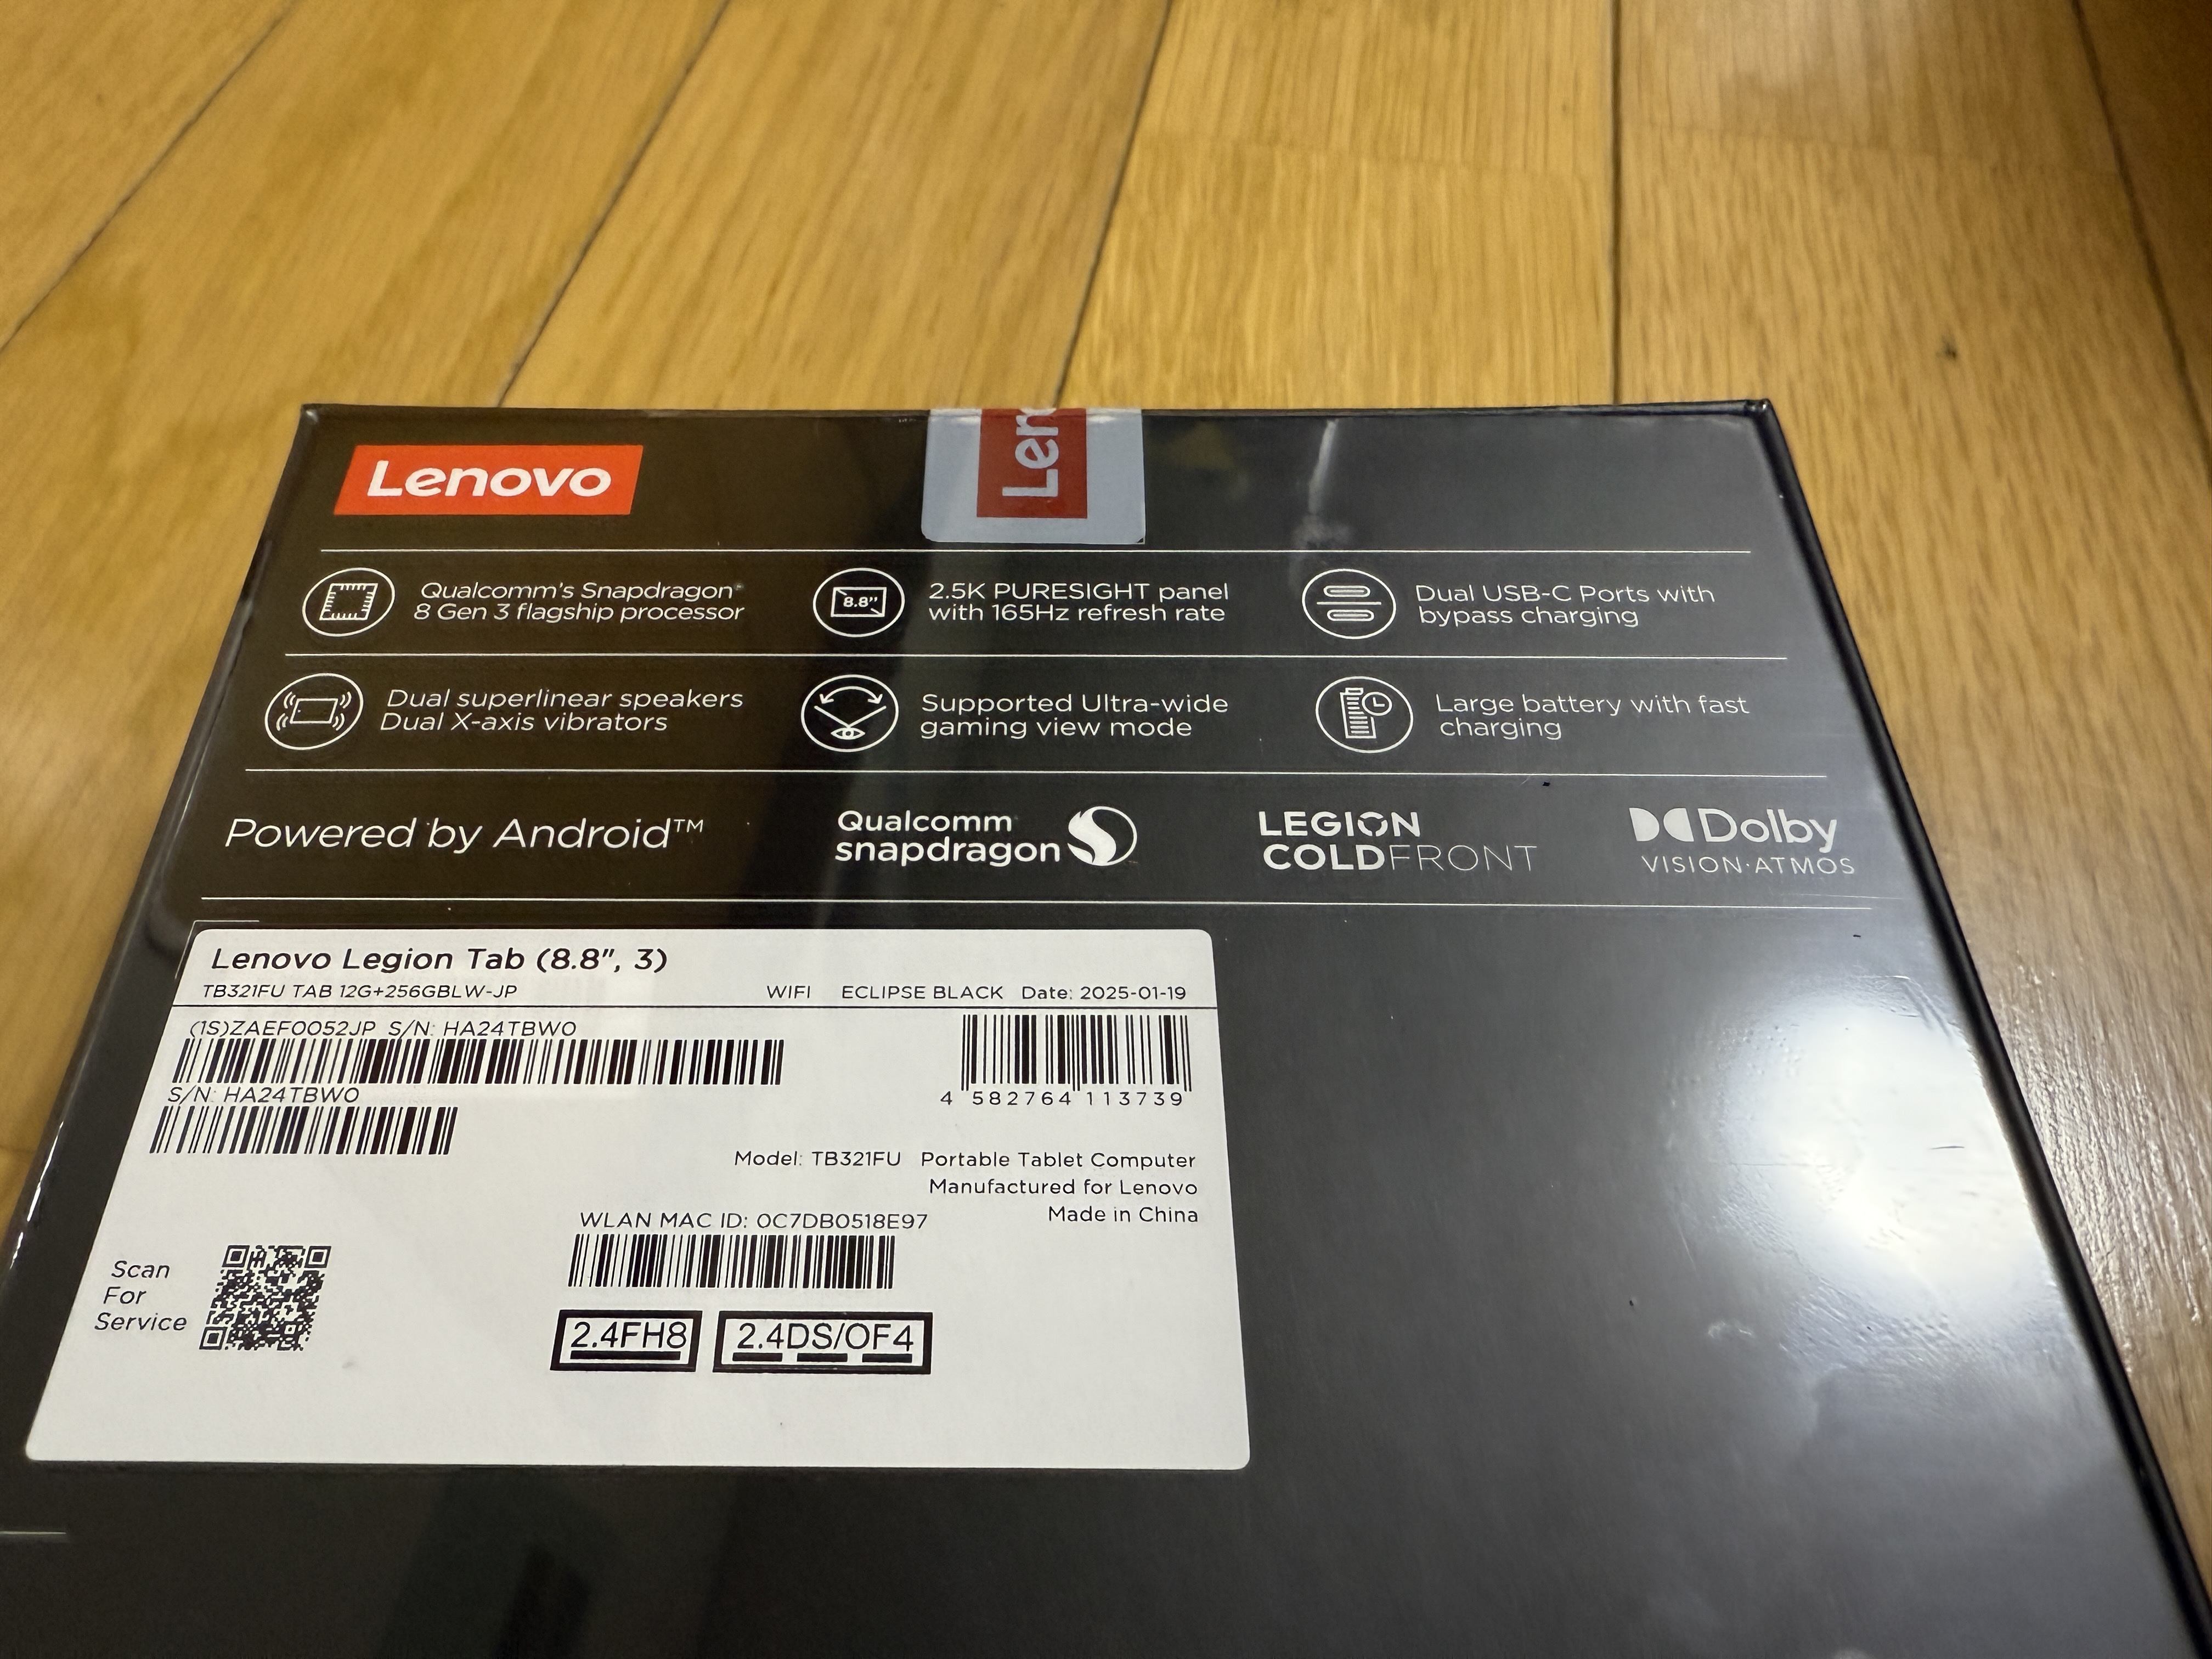 Lenovo
Len
Qualcomm's Snapdragon®
8 Gen 3 flagship processor
8.8"
2.5K PURESIGHT panel
with 165Hz refresh rate
Dual USB-C Ports with
bypass charging
Dual superlinear speakers
Dual X-axis vibrators
Supported Ultra-wide
gaming view mode
Large battery with fast
charging
Powered by Android™
Qualcomm
snapdragon
LEGION
COLDFRONT
Dolby
VISION·ATMOS
Lenovo Legion Tab (8.8", 3)
TB321FU TAB 12G+256GBLW-JP WIFI ECLIPSE BLACK Date: 2025-01-19
(1S)ZAEF0052JP S/N: HA24TBW0
S/N: HA24TBW0
4 582764 113739
Model: TB321FU Portable Tablet Computer
Manufactured for Lenovo
Made in China
WLAN MAC ID: 0C7DB0518E97
Scan
For
Service
2.4FH8
2.4DS/OF4